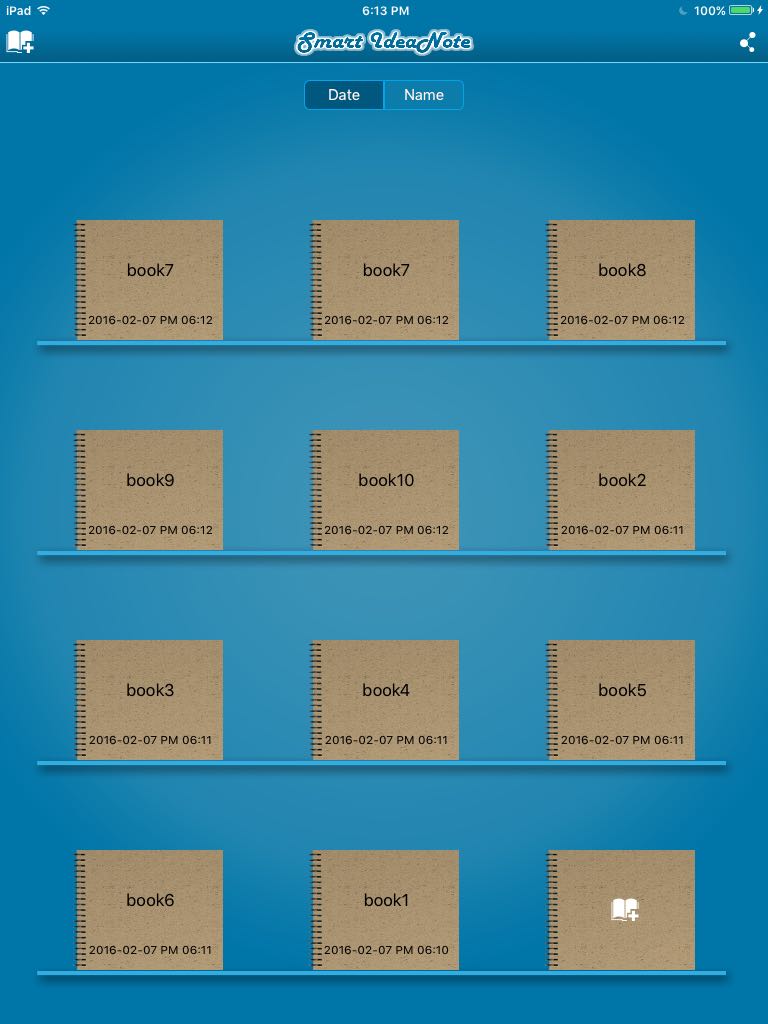 iPad 6:13 PM 100%
Smart IdeaNote
Date Name
book7 book7 book8
2016-02-07 PM 06:12 2016-02-07 PM 06:12 2016-02-07 PM 06:12
book9 book10 book2
2016-02-07 PM 06:12 2016-02-07 PM 06:12 2016-02-07 PM 06:11
book3 book4 book5
2016-02-07 PM 06:11 2016-02-07 PM 06:11 2016-02-07 PM 06:11
book6 book1
2016-02-07 PM 06:11 2016-02-07 PM 06:10